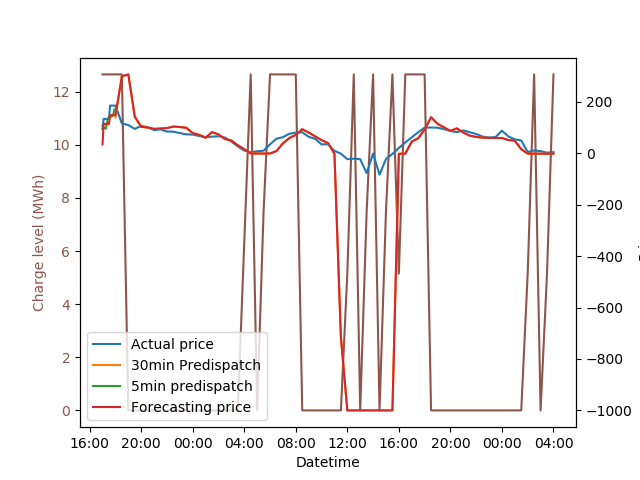 12
10
8
6
4
2
0
Charge level (MWh)
200
0
−200
−400
−600
−800
−1000
Actual price
30min Predispatch
5min predispatch
Forecasting price
16:00 20:00 00:00 04:00 08:00 12:00 16:00 20:00 00:00 04:00
Datetime